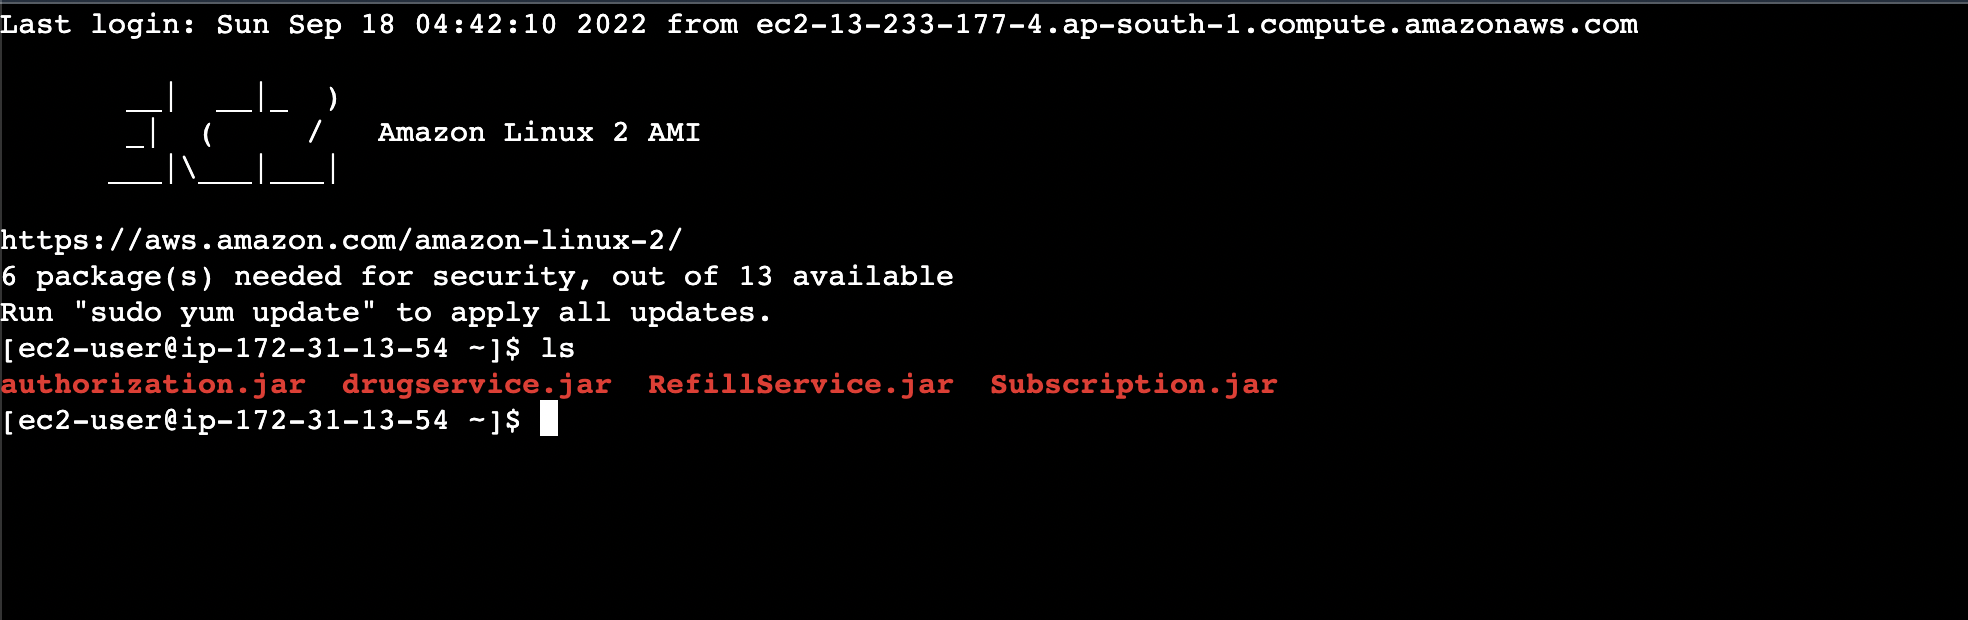 Last login: Sun Sep 18 04:42:10 2022 from ec2-13-233-177-4.ap-south-1.compute.amazonaws.com
       __|  __|_  )
       _|  (     /   Amazon Linux 2 AMI
      ___|\___|___|
https://aws.amazon.com/amazon-linux-2/
6 package(s) needed for security, out of 13 available
Run "sudo yum update" to apply all updates.
[ec2-user@ip-172-31-13-54 ~]$ ls
authorization.jar  drugservice.jar  RefillService.jar  Subscription.jar
[ec2-user@ip-172-31-13-54 ~]$